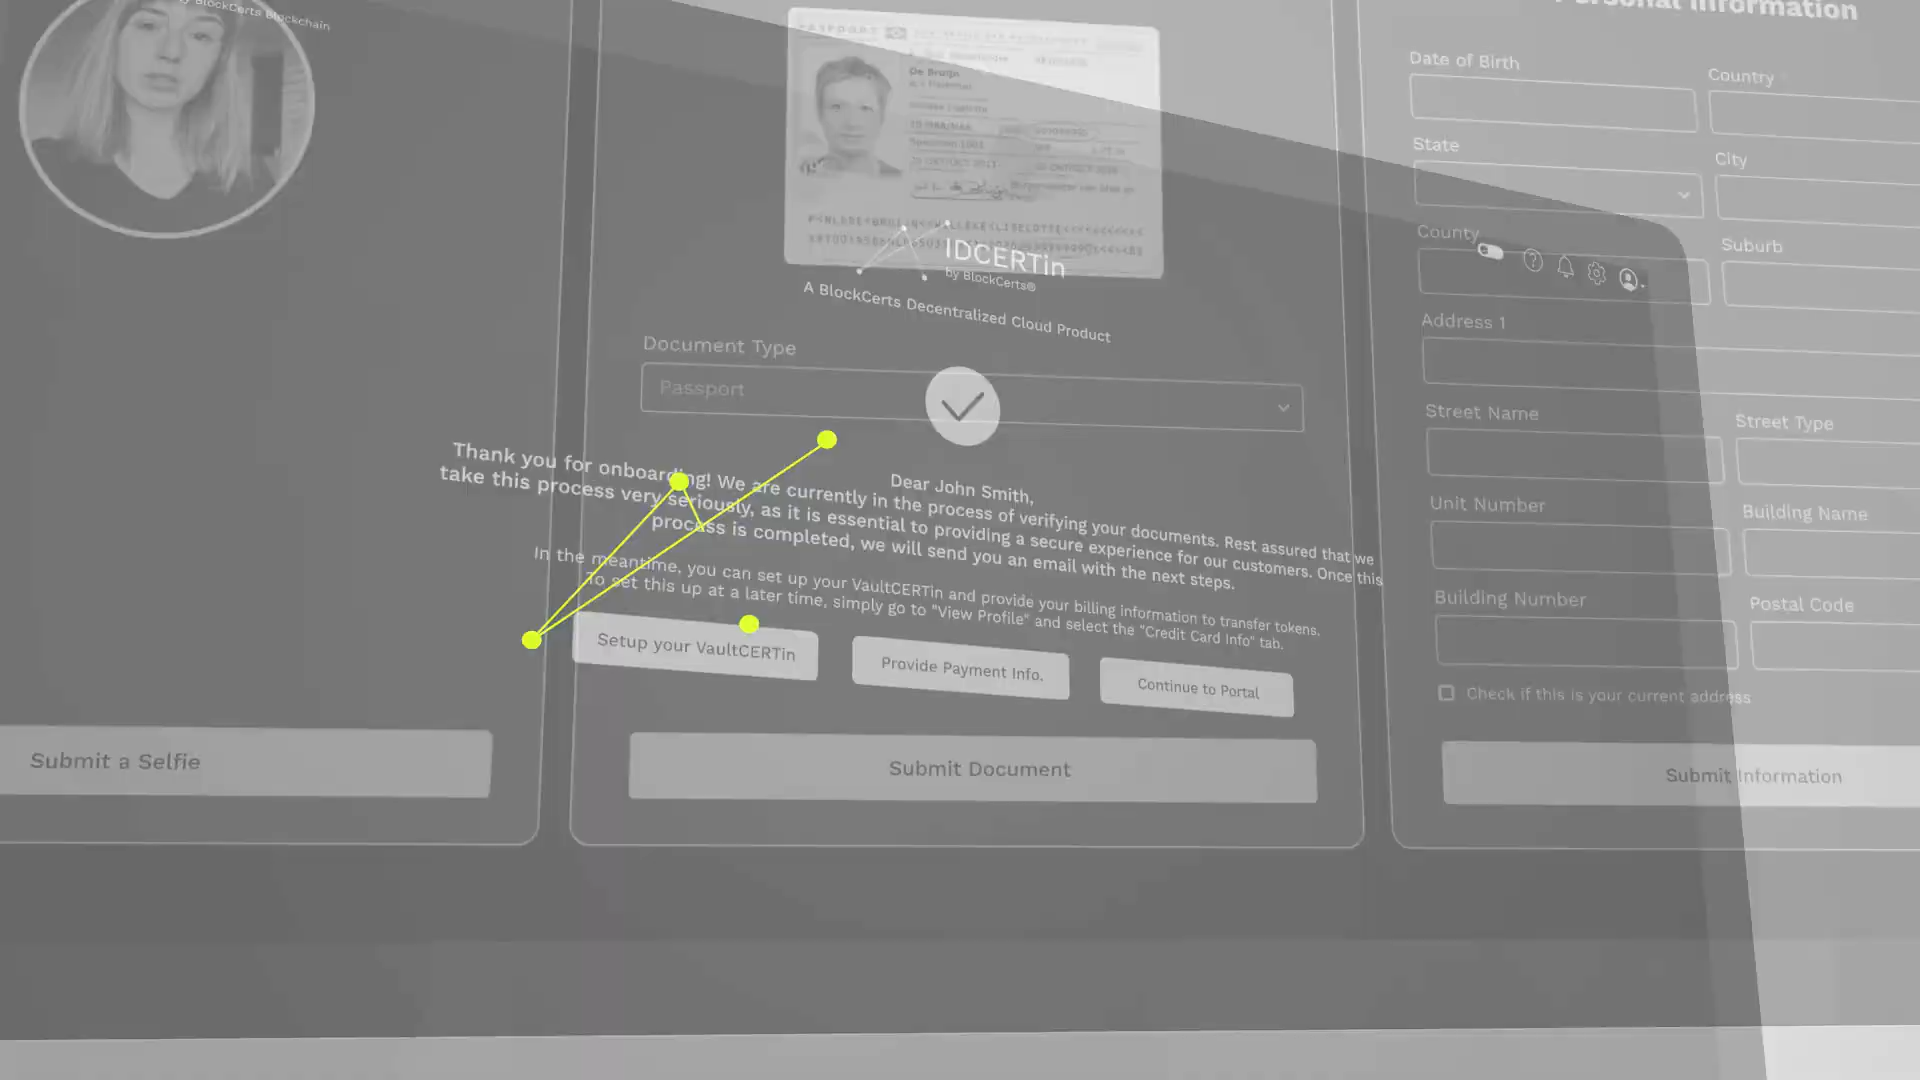 by BlockCerts Blockchain
Personal Information
PASPOORT
De Bruijn
Date of Birth
Country
State
City
County
Suburb
IDCERTin
by BlockCerts®
A BlockCerts Decentralized Cloud Product
Address 1
Document Type
Passport
Street Name
Street Type
Dear John Smith,
Thank you for onboarding! We are currently in the process of verifying your documents. Rest assured that we
take this process very seriously, as it is essential to providing a secure experience for our customers. Once this
process is completed, we will send you an email with the next steps.
Unit Number
Building Name
In the meantime, you can set up your VaultCERTin and provide your billing information to transfer tokens.
To set this up at a later time, simply go to "View Profile" and select the "Credit Card Info" tab.
Building Number
Postal Code
Setup your VaultCERTin
Provide Payment Info.
Continue to Portal
Check if this is your current address
Submit a Selfie
Submit Document
Submit Information